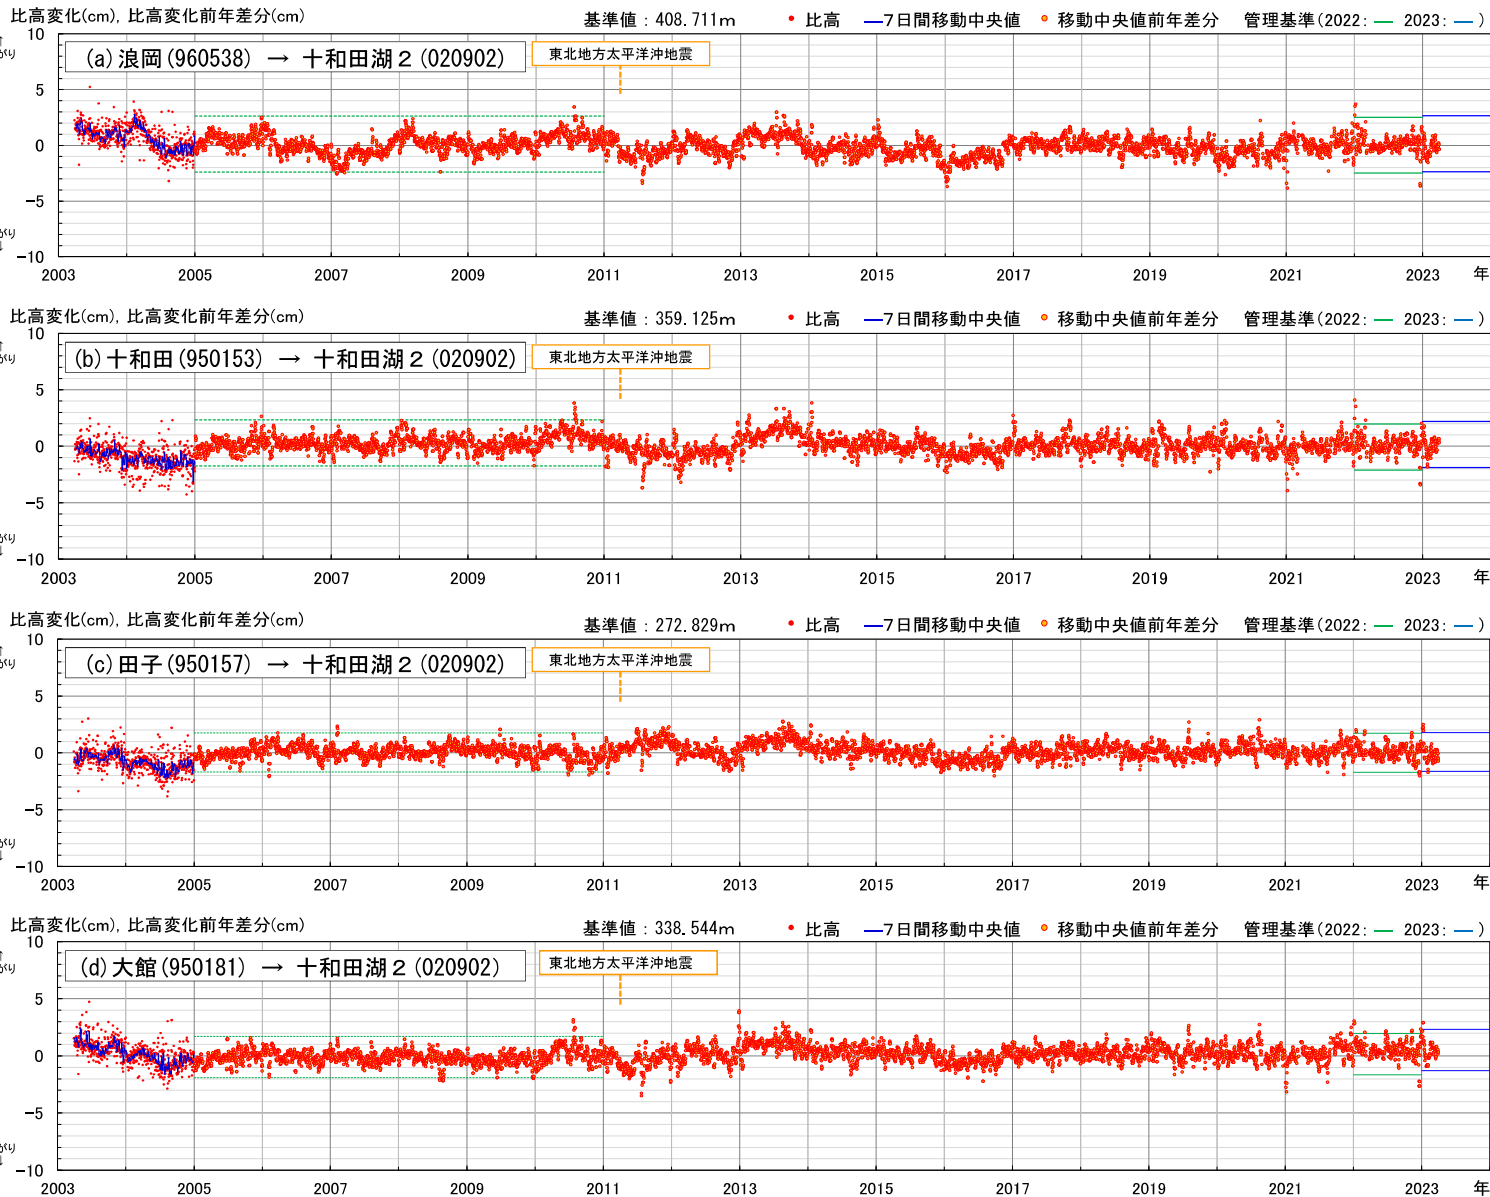 比高変化(cm), 比高変化前年差分(cm) 基準値：408.711m 比高 7日間移動中央値 移動中央値前年差分 管理基準(2022: 2023: )
10
(a) 浪岡(960538) → 十和田湖２(020902)
東北地方太平洋沖地震
5
0
-5
-10
2003 2005 2007 2009 2011 2013 2015 2017 2019 2021 2023 年
比高変化(cm), 比高変化前年差分(cm) 基準値：359.125m 比高 7日間移動中央値 移動中央値前年差分 管理基準(2022: 2023: )
10
(b) 十和田(950153) → 十和田湖２(020902)
東北地方太平洋沖地震
5
0
-5
-10
2003 2005 2007 2009 2011 2013 2015 2017 2019 2021 2023 年
比高変化(cm), 比高変化前年差分(cm) 基準値：272.829m 比高 7日間移動中央値 移動中央値前年差分 管理基準(2022: 2023: )
10
(c) 田子(950157) → 十和田湖２(020902)
東北地方太平洋沖地震
5
0
-5
-10
2003 2005 2007 2009 2011 2013 2015 2017 2019 2021 2023 年
比高変化(cm), 比高変化前年差分(cm) 基準値：338.544m 比高 7日間移動中央値 移動中央値前年差分 管理基準(2022: 2023: )
10
(d) 大館(950181) → 十和田湖２(020902)
東北地方太平洋沖地震
5
0
-5
-10
2003 2005 2007 2009 2011 2013 2015 2017 2019 2021 2023 年